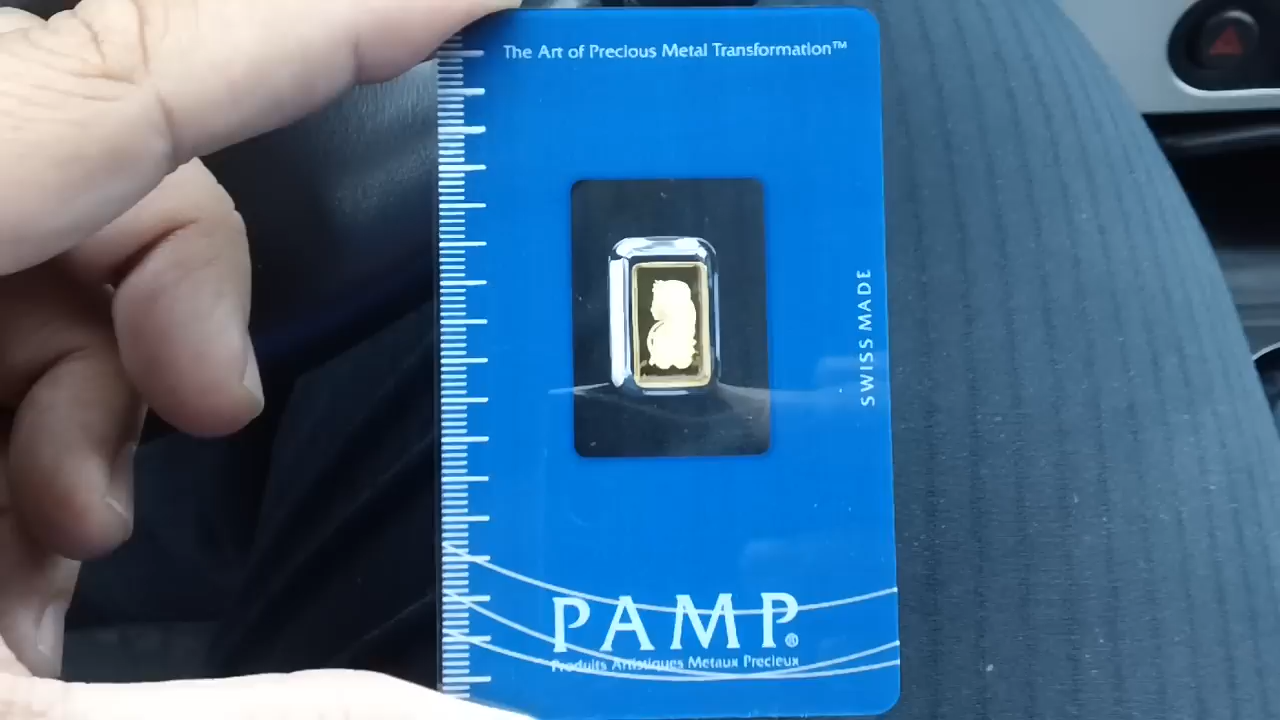 The Art of Precious Metal Transformation™
SWISS MADE
PAMP®
Produits Artistiques Metaux Precieux